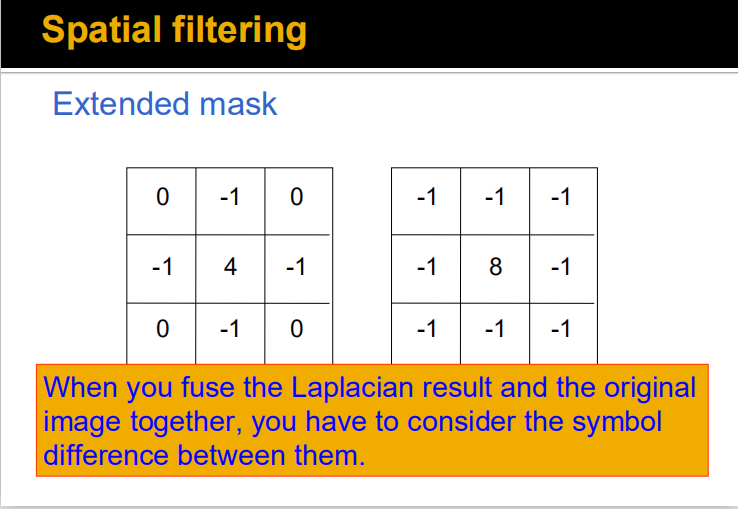 Spatial filtering
Extended mask
0 -1 0
-1 4 -1
0 -1 0
-1 -1 -1
-1 8 -1
-1 -1 -1
When you fuse the Laplacian result and the original
image together, you have to consider the symbol
difference between them.